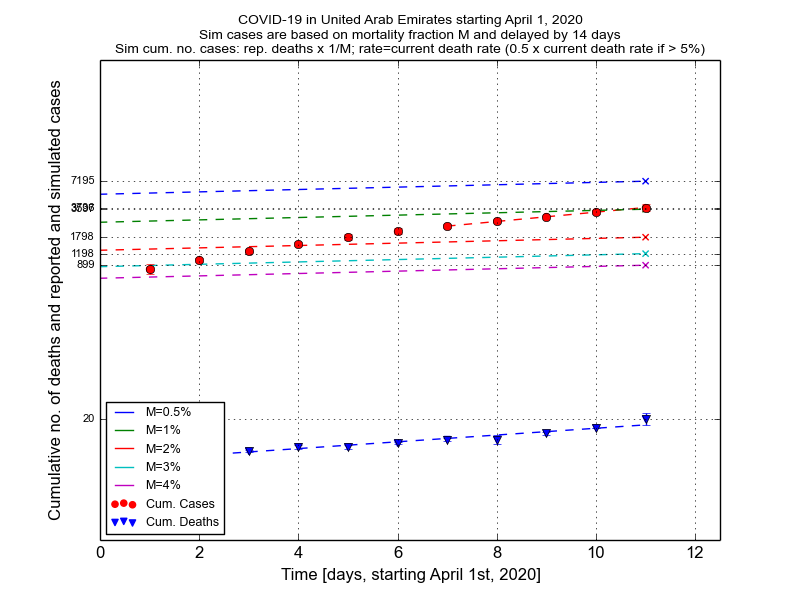 COVID-19 in United Arab Emirates starting April 1, 2020
Sim cases are based on mortality fraction M and delayed by 14 days
Sim cum. no. cases: rep. deaths x 1/M; rate=current death rate (0.5 x current death rate if > 5%)
Cumulative no. of deaths and reported and simulated cases
7195
1798
1198
899
20
M=0.5%
M=1%
M=2%
M=3%
M=4%
Cum. Cases
Cum. Deaths
0 2 4 6 8 10 12
Time [days, starting April 1st, 2020]